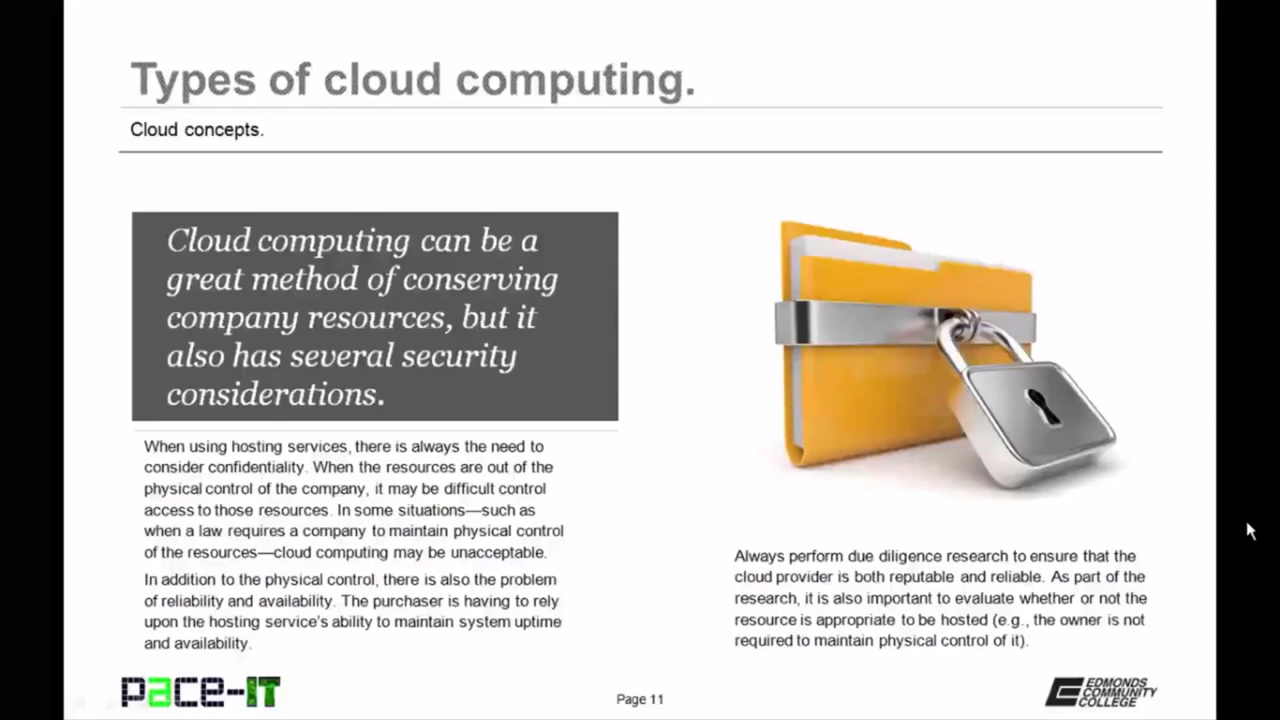 Types of cloud computing.
Cloud concepts.
Cloud computing can be a
great method of conserving
company resources, but it
also has several security
considerations.
When using hosting services, there is always the need to
consider confidentiality. When the resources are out of the
physical control of the company, it may be difficult control
access to those resources. In some situations—such as
when a law requires a company to maintain physical control
of the resources—cloud computing may be unacceptable.
In addition to the physical control, there is also the problem
of reliability and availability. The purchaser is having to rely
upon the hosting service's ability to maintain system uptime
and availability.
Always perform due diligence research to ensure that the
cloud provider is both reputable and reliable. As part of the
research, it is also important to evaluate whether or not the
resource is appropriate to be hosted (e.g., the owner is not
required to maintain physical control of it).
pace-IT
Page 11
EDMONDS
COMMUNITY
COLLEGE